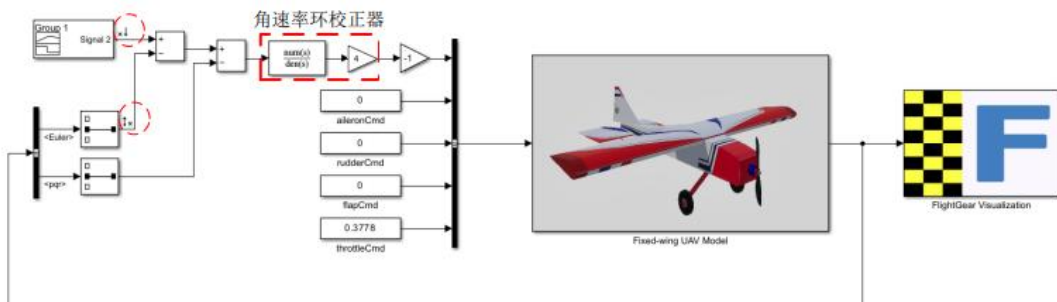 角速率环校正器
Group 1
Signal 2
+
−
+
−
num(s)
den(s)
4
-1
0
aileronCmd
0
rudderCmd
0
flapCmd
0.3778
throttleCmd
<Euler>
<pqr>
Fixed-wing UAV Model
F
FlightGear Visualization